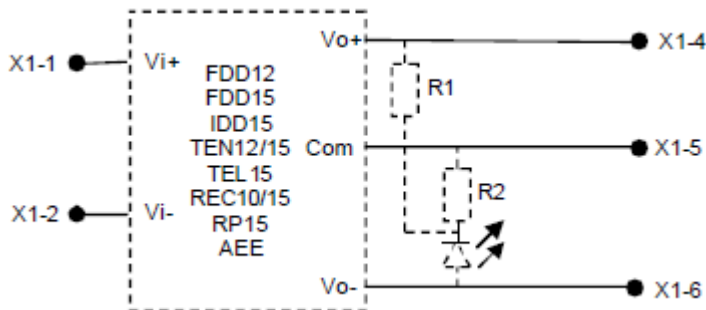 Vo+
X1-4
X1-1
Vi+
FDD12
R1
FDD15
IDD15
TEN12/15
Com
X1-5
TEL15
R2
REC10/15
X1-2
Vi-
RP15
AEE
Vo-
X1-6